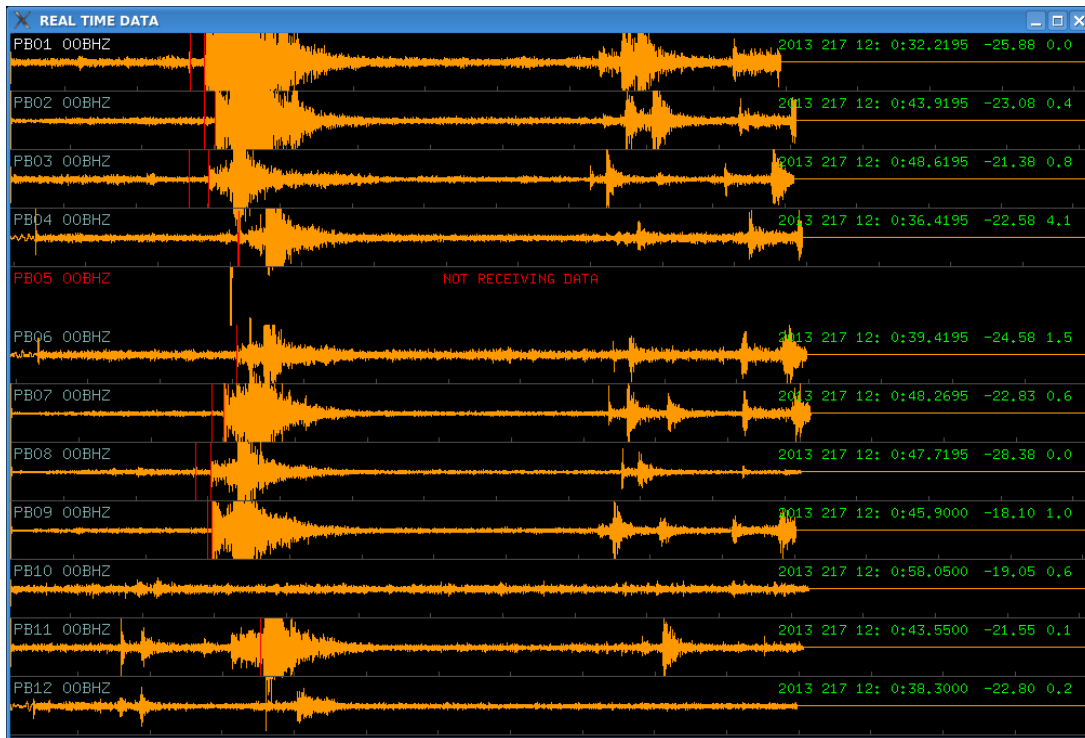 REAL TIME DATA
PB01 00BHZ 2013 217 12: 0:32.2195 -25.88 0.0
PB02 00BHZ 2013 217 12: 0:43.9195 -23.08 0.4
PB03 00BHZ 2013 217 12: 0:48.6195 -21.38 0.8
PB04 00BHZ 2013 217 12: 0:36.4195 -22.58 4.1
PB05 00BHZ NOT RECEIVING DATA
PB06 00BHZ 2013 217 12: 0:39.4195 -24.58 1.5
PB07 00BHZ 2013 217 12: 0:48.2695 -22.83 0.6
PB08 00BHZ 2013 217 12: 0:47.7195 -28.38 0.0
PB09 00BHZ 2013 217 12: 0:45.9000 -18.10 1.0
PB10 00BHZ 2013 217 12: 0:58.0500 -19.05 0.6
PB11 00BHZ 2013 217 12: 0:43.5500 -21.55 0.1
PB12 00BHZ 2013 217 12: 0:38.3000 -22.80 0.2